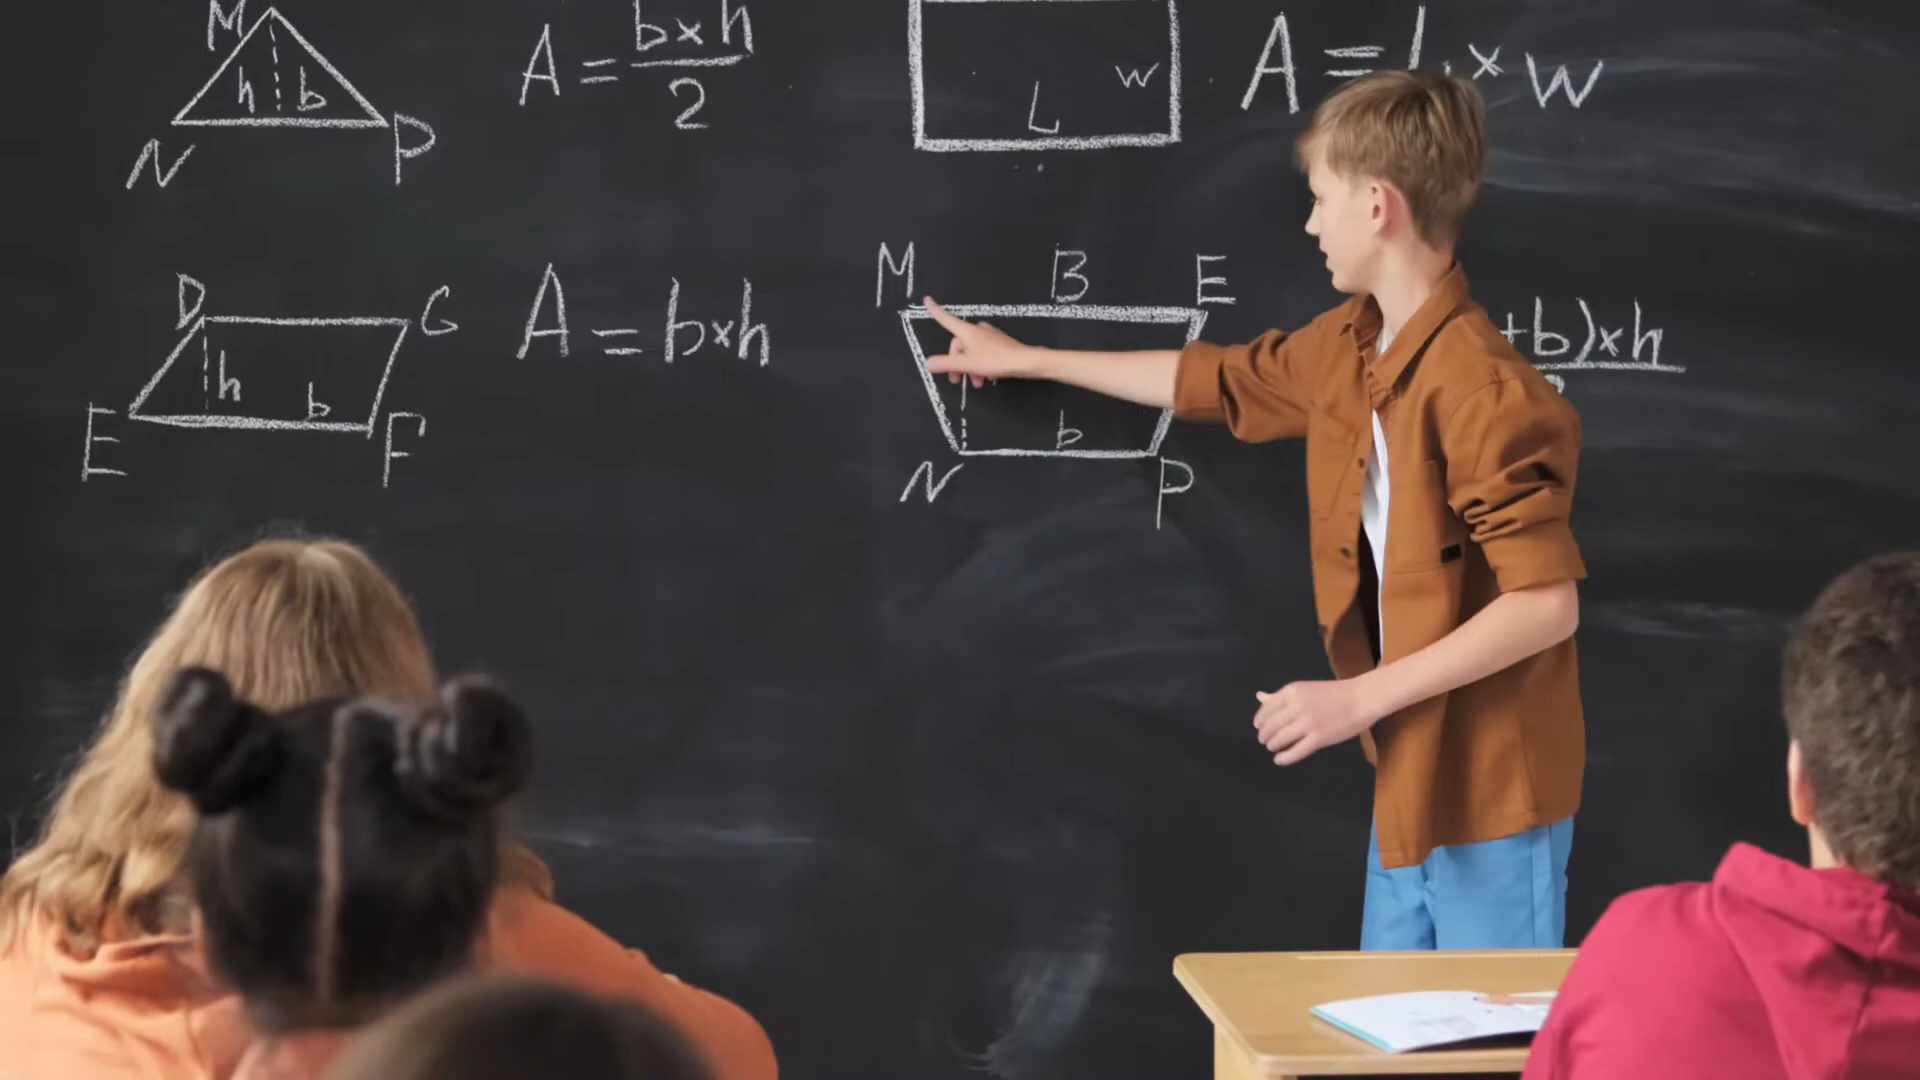 M
h b
N P
A = b×h
2
L w
A = L × w
D G
h b
E F
A = b×h
M B E
b
N P
+b)×h